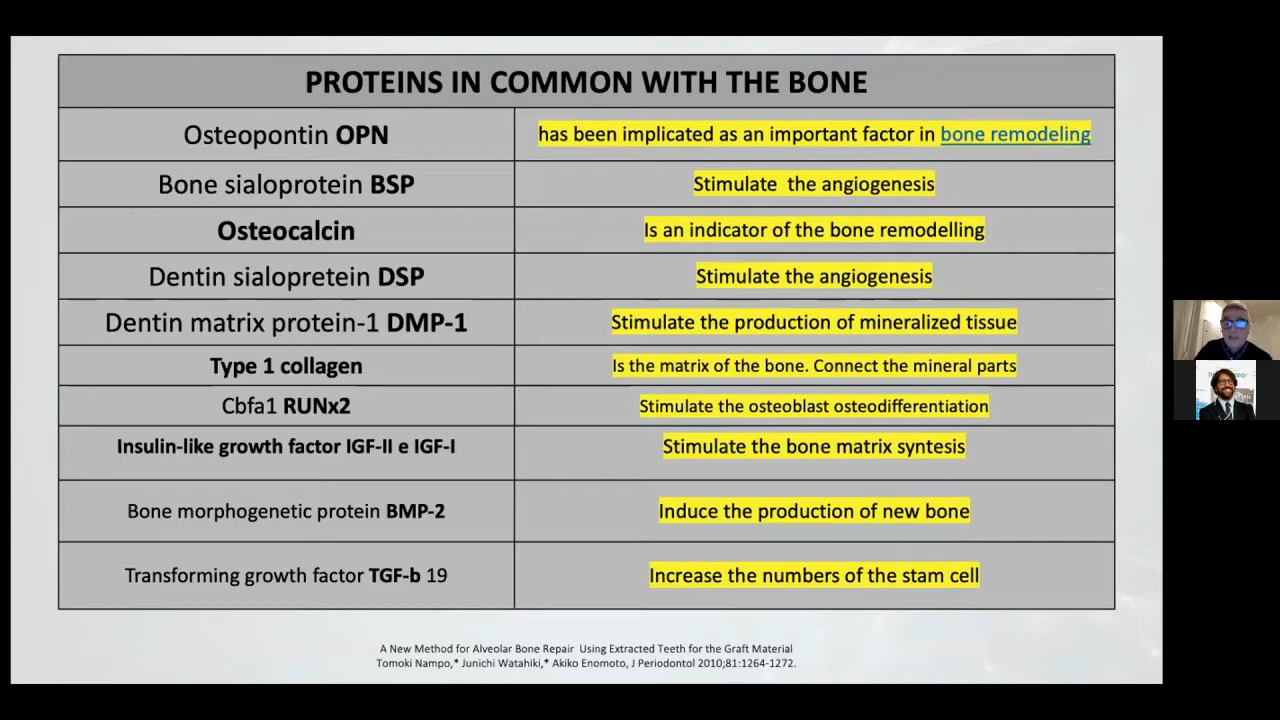 PROTEINS IN COMMON WITH THE BONE
Osteopontin OPN
has been implicated as an important factor in bone remodeling
Bone sialoprotein BSP
Stimulate the angiogenesis
Osteocalcin
Is an indicator of the bone remodelling
Dentin sialopretein DSP
Stimulate the angiogenesis
Dentin matrix protein-1 DMP-1
Stimulate the production of mineralized tissue
Type 1 collagen
Is the matrix of the bone. Connect the mineral parts
Cbfa1 RUNx2
Stimulate the osteoblast osteodifferentiation
Insulin-like growth factor IGF-II e IGF-I
Stimulate the bone matrix syntesis
Bone morphogenetic protein BMP-2
Induce the production of new bone
Transforming growth factor TGF-b 19
Increase the numbers of the stam cell
A New Method for Alveolar Bone Repair Using Extracted Teeth for the Graft Material
Tomoki Nampo,* Junichi Watahiki,* Akiko Enomoto, J Periodontol 2010;81:1264-1272.